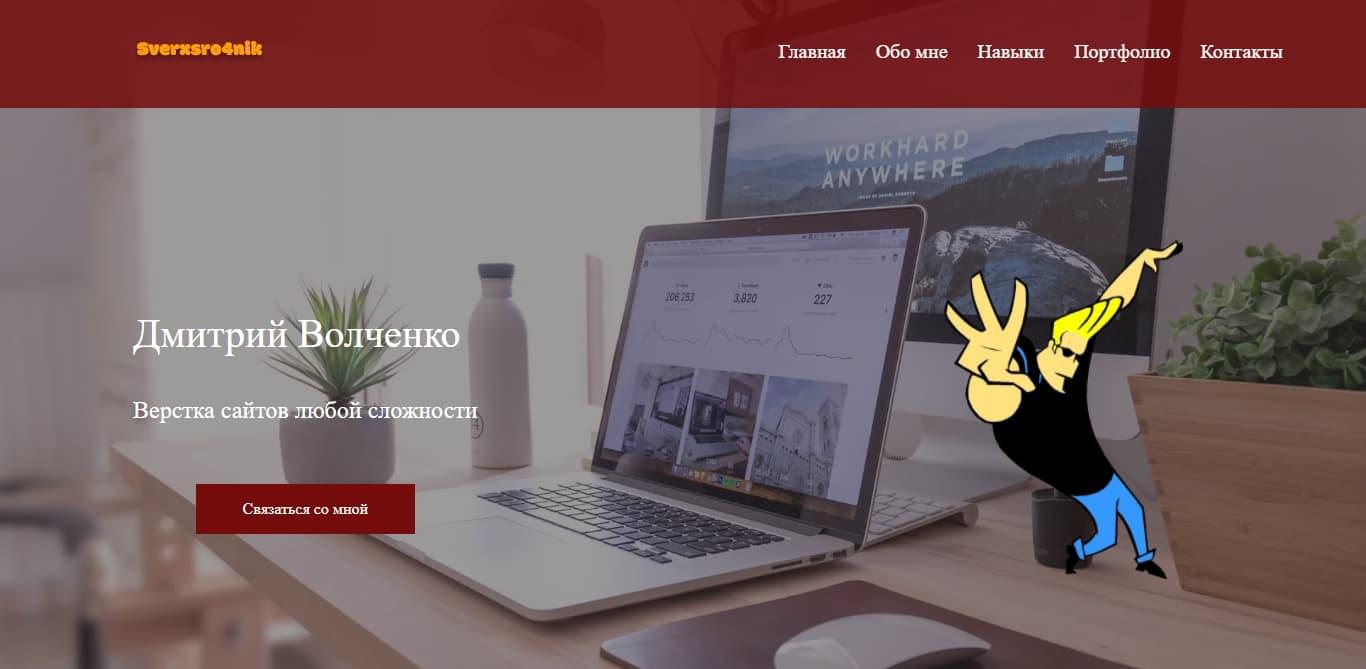 Sverxsro4nik
Главная Обо мне Навыки Портфолио Контакты
WORKHARD
ANYWHERE
206,253 3,820 227
Дмитрий Волченко
Верстка сайтов любой сложности
Связаться со мной